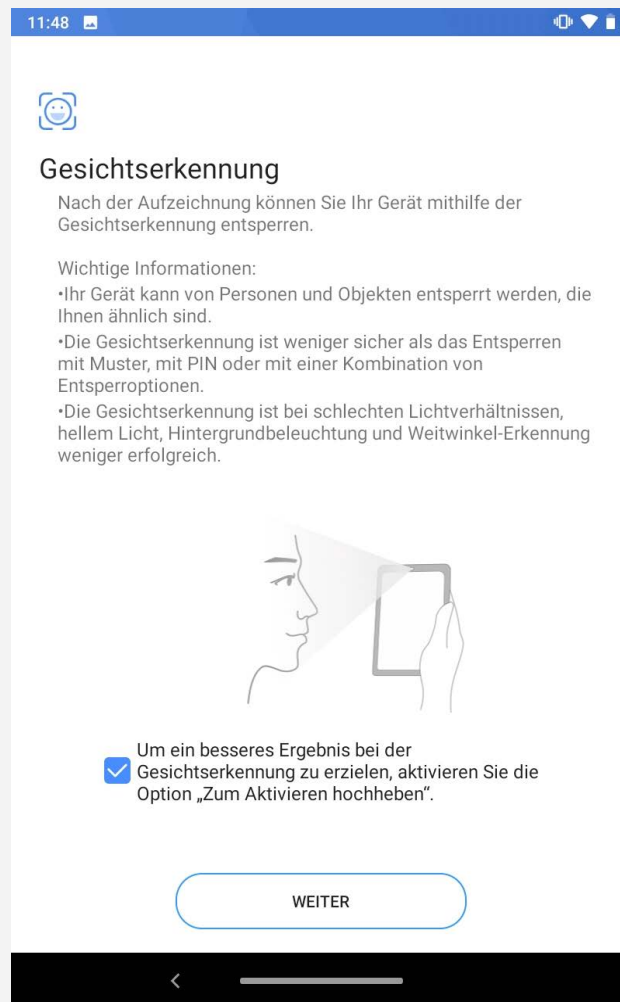 11:48
Gesichtserkennung
Nach der Aufzeichnung können Sie Ihr Gerät mithilfe der
Gesichtserkennung entsperren.
Wichtige Informationen:
•Ihr Gerät kann von Personen und Objekten entsperrt werden, die
Ihnen ähnlich sind.
•Die Gesichtserkennung ist weniger sicher als das Entsperren
mit Muster, mit PIN oder mit einer Kombination von
Entsperroptionen.
•Die Gesichtserkennung ist bei schlechten Lichtverhältnissen,
hellem Licht, Hintergrundbeleuchtung und Weitwinkel-Erkennung
weniger erfolgreich.
Um ein besseres Ergebnis bei der
Gesichtserkennung zu erzielen, aktivieren Sie die
Option „Zum Aktivieren hochheben“.
WEITER